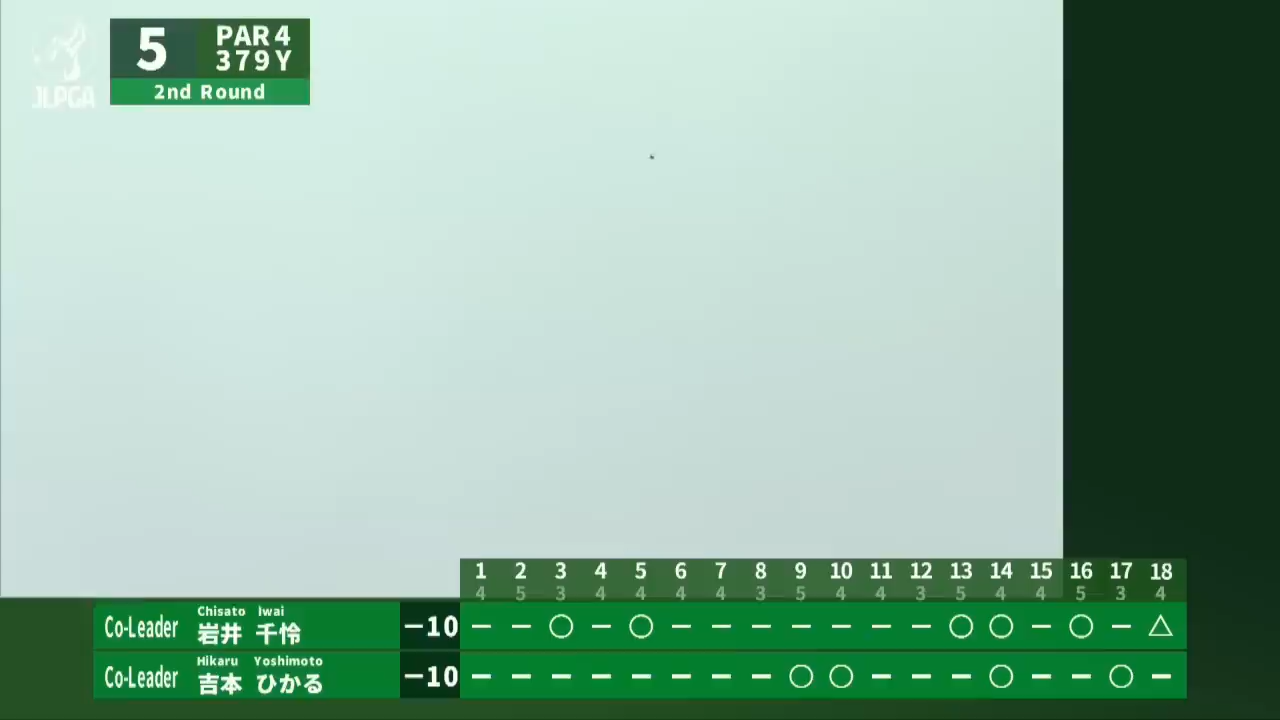 JLPGA
5 PAR 4
379Y
2nd Round
1 2 3 4 5 6 7 8 9 10 11 12 13 14 15 16 17 18
4 5 3 4 4 4 4 3 5 4 4 3 5 4 4 5 3 4
Chisato Iwai
Co-Leader 岩井 千怜 −10 − − ○ − ○ − − − − − − − ○ ○ − ○ − △
Hikaru Yoshimoto
Co-Leader 吉本 ひかる −10 − − − − − − − − ○ ○ − − − ○ − − ○ −